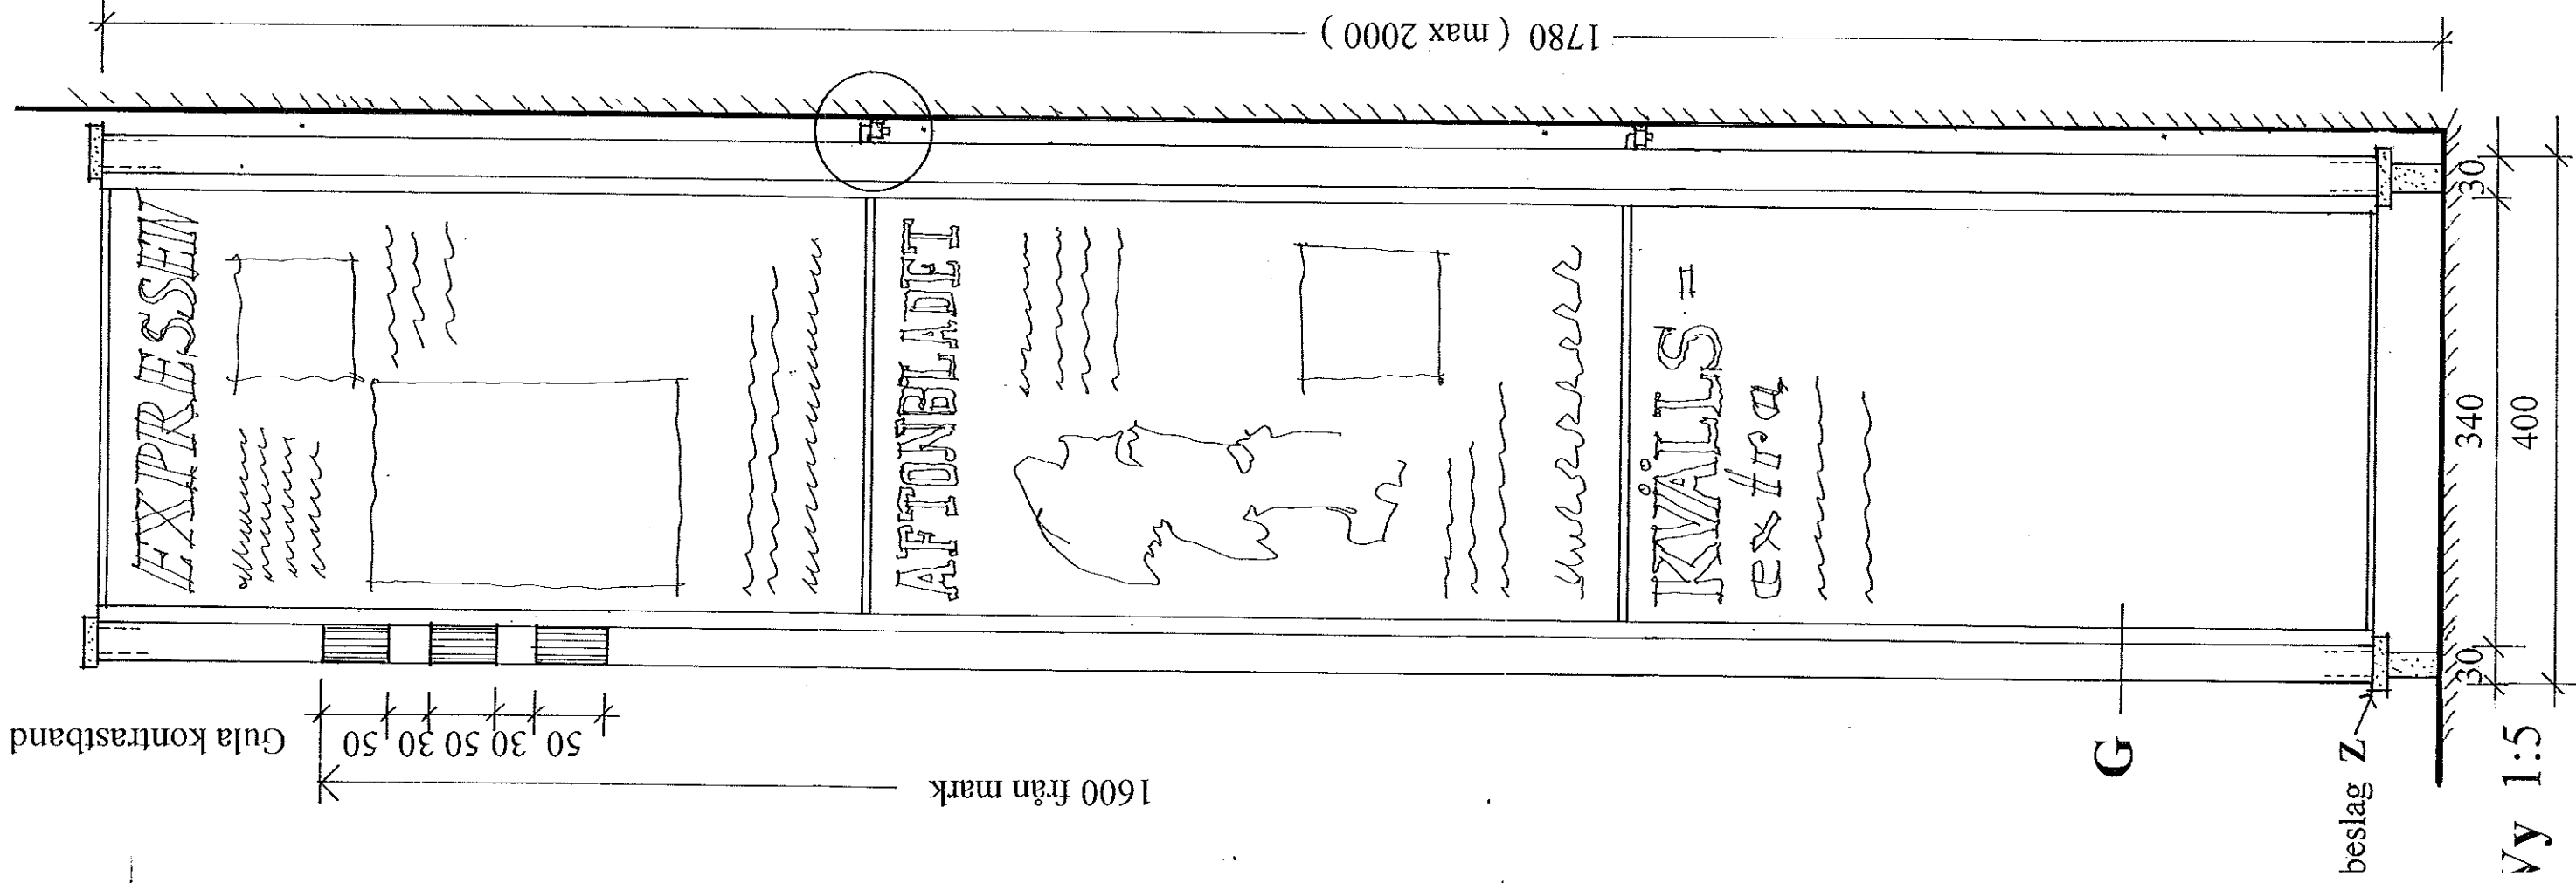 1780 ( max 2000 )
EXPRESSEN
AFTONBLADET
KVÄLLS-
extra
Gula kontrastband
50
30
50
30
50
1600 från mark
G
beslag Z
30
340
30
400
Vy 1:5